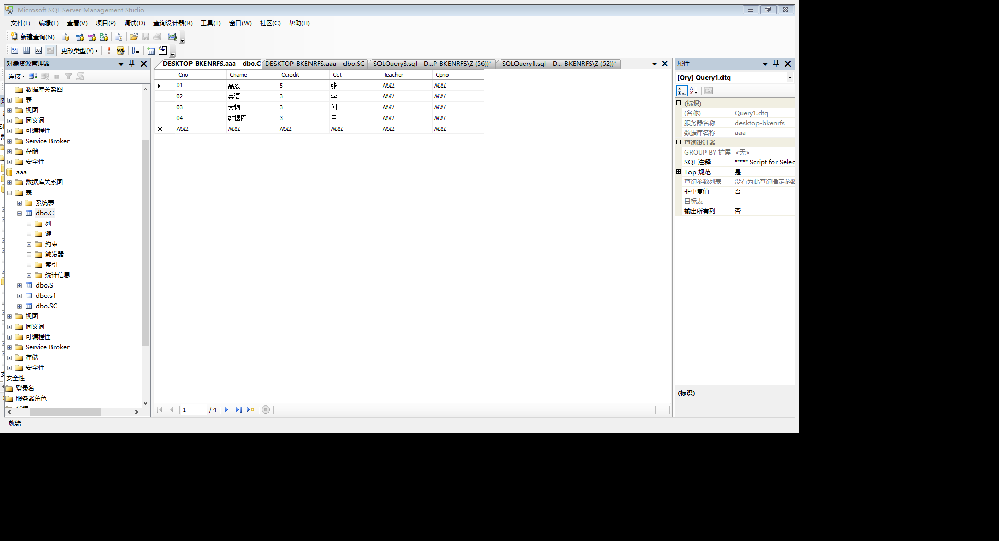 Microsoft SQL Server Management Studio
文件(F) 编辑(E) 查看(V) 项目(P) 调试(D) 查询设计器(R) 工具(T) 窗口(W) 社区(C) 帮助(H)
新建查询(N)
更改类型(Y)
对象资源管理器
连接
数据库关系图
表
视图
同义词
可编程性
Service Broker
存储
安全性
aaa
数据库关系图
表
系统表
dbo.C
列
键
约束
触发器
索引
统计信息
dbo.S
dbo.s1
dbo.SC
视图
同义词
可编程性
Service Broker
存储
安全性
安全性
登录名
服务器角色
DESKTOP-BKENRFS.aaa - dbo.C DESKTOP-BKENRFS.aaa - dbo.SC SQLQuery3.sql - D...P-BKENRFS\Z (56))* SQLQuery1.sql - D...-BKENRFS\Z (52))*
Cno Cname Ccredit Cct teacher Cpno
01 高数 5 张 NULL NULL
02 英语 3 李 NULL NULL
03 大物 3 刘 NULL NULL
04 数据库 3 王 NULL NULL
NULL NULL NULL NULL NULL NULL
1 / 4
属性
[Qry] Query1.dtq
(标识)
(名称) Query1.dtq
服务器名称 desktop-bkenrfs
数据库名称 aaa
查询设计器
GROUP BY 扩展 <无>
SQL 注释 ***** Script for Selec
Top 规范 是
查询参数列表 没有为此查询指定参数
非重复值 否
目标表
输出所有列 否
(标识)
就绪